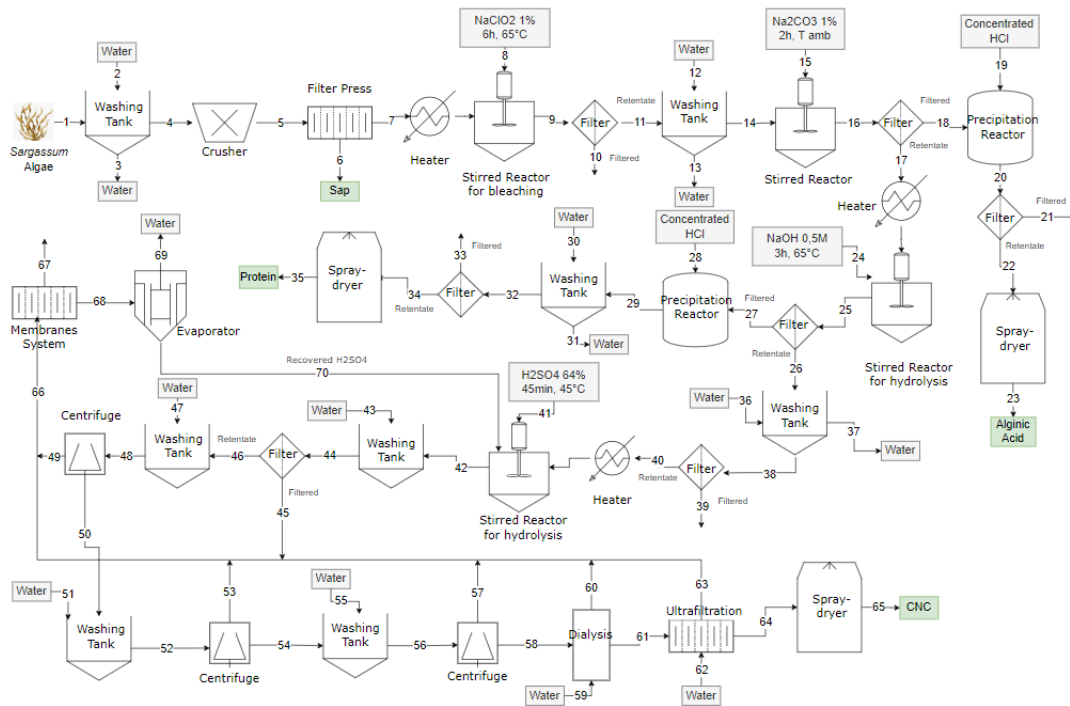 Water
2
Washing
Tank
1
Sargassum
Algae
3
Water
4
Crusher
5
Filter Press
6
Sap
7
Heater
NaClO2 1%
6h, 65°C
8
Stirred Reactor
for bleaching
9
Filter
10
Filtered
Retentate
11
Water
12
Washing
Tank
13
Water
14
Na2CO3 1%
2h, T amb
15
Stirred Reactor
16
Filter
Filtered
18
Retentate
17
Heater
Concentrated
HCl
19
Precipitation
Reactor
20
Filter
Filtered
21
Retentate
22
Spray-
dryer
23
Alginic
Acid
NaOH 0,5M
3h, 65°C
24
Stirred Reactor
for hydrolysis
25
Filter
Filtered
27
Retentate
26
Concentrated
HCl
28
Precipitation
Reactor
29
Water
30
Washing
Tank
31
Water
32
Filter
33
Filtered
34
Retentate
Spray-
dryer
35
Protein
Water
36
Washing
Tank
37
Water
38
Filter
39
Filtered
40
Retentate
Heater
H2SO4 64%
45min, 45°C
41
Stirred Reactor
for hydrolysis
42
Water
43
Washing
Tank
44
Filter
Filtered
45
Retentate
46
Water
47
Washing
Tank
48
Centrifuge
49
50
Water
51
Washing
Tank
52
Centrifuge
53
54
Water
55
Washing
Tank
56
Centrifuge
57
58
Dialysis
Water
59
60
61
Ultrafiltration
62
Water
63
64
Spray-
dryer
65
CNC
66
Membranes
System
67
68
Evaporator
69
Water
Recovered H2SO4
70